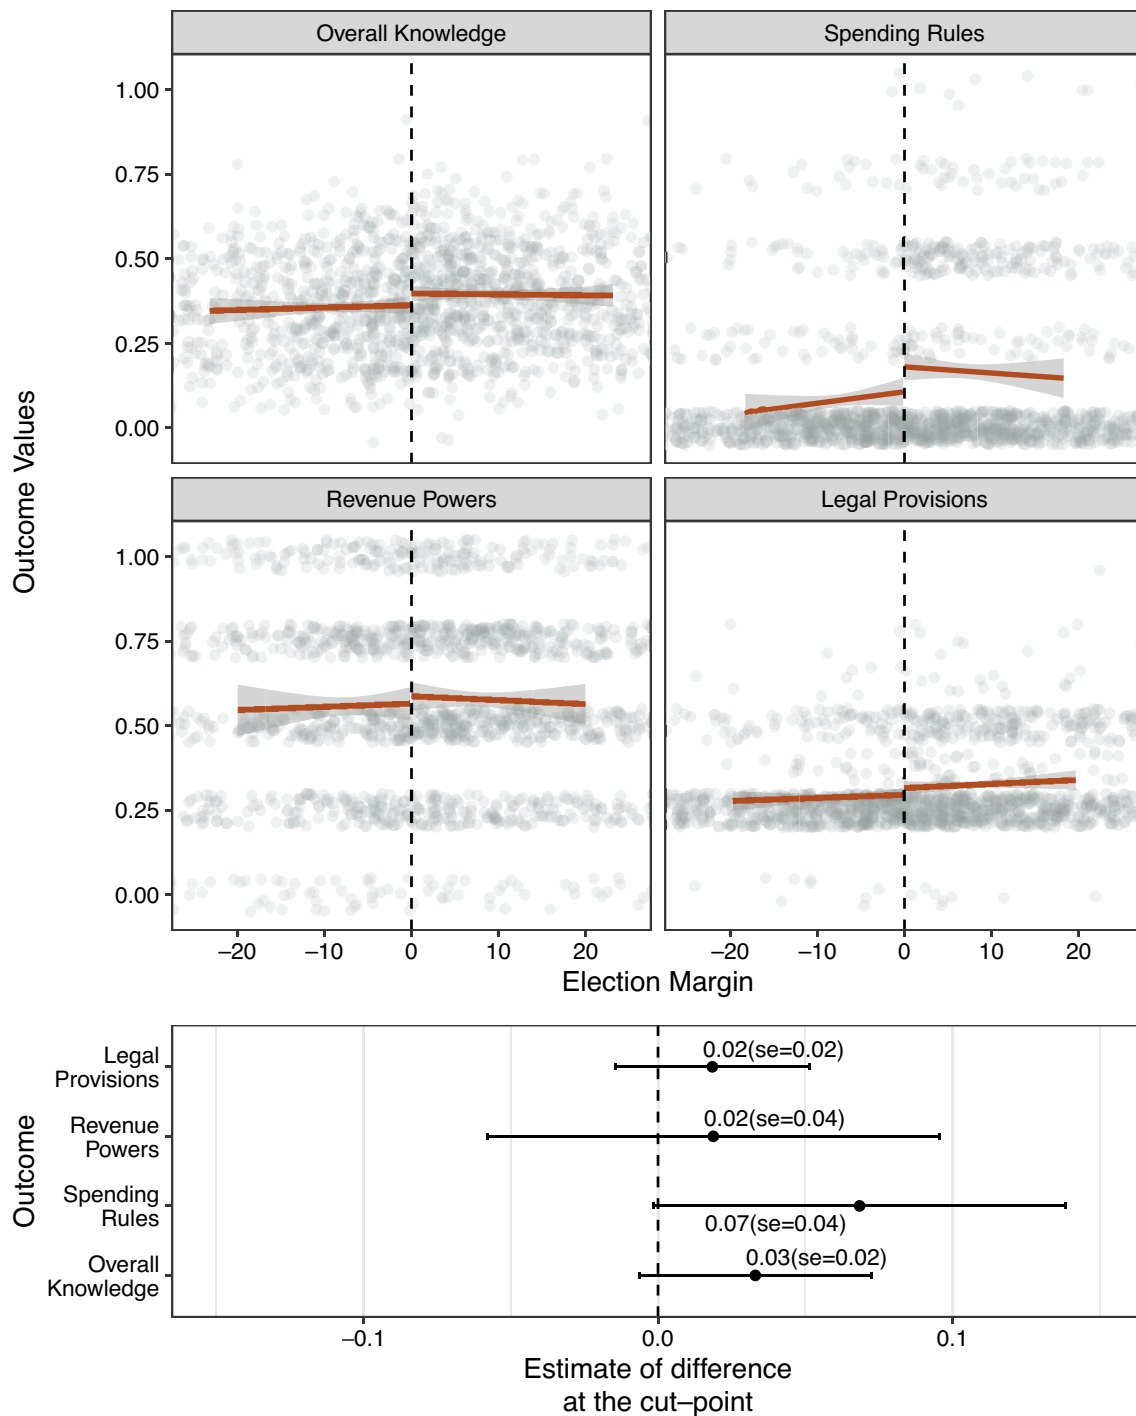 Overall Knowledge
Spending Rules
1.00
0.75
0.50
0.25
0.00
Outcome Values
Revenue Powers
Legal Provisions
1.00
0.75
0.50
0.25
0.00
–20 –10 0 10 20
–20 –10 0 10 20
Election Margin
Outcome
Legal
Provisions
0.02(se=0.02)
Revenue
Powers
0.02(se=0.04)
Spending
Rules
0.07(se=0.04)
Overall
Knowledge
0.03(se=0.02)
–0.1 0.0 0.1
Estimate of difference
at the cut–point